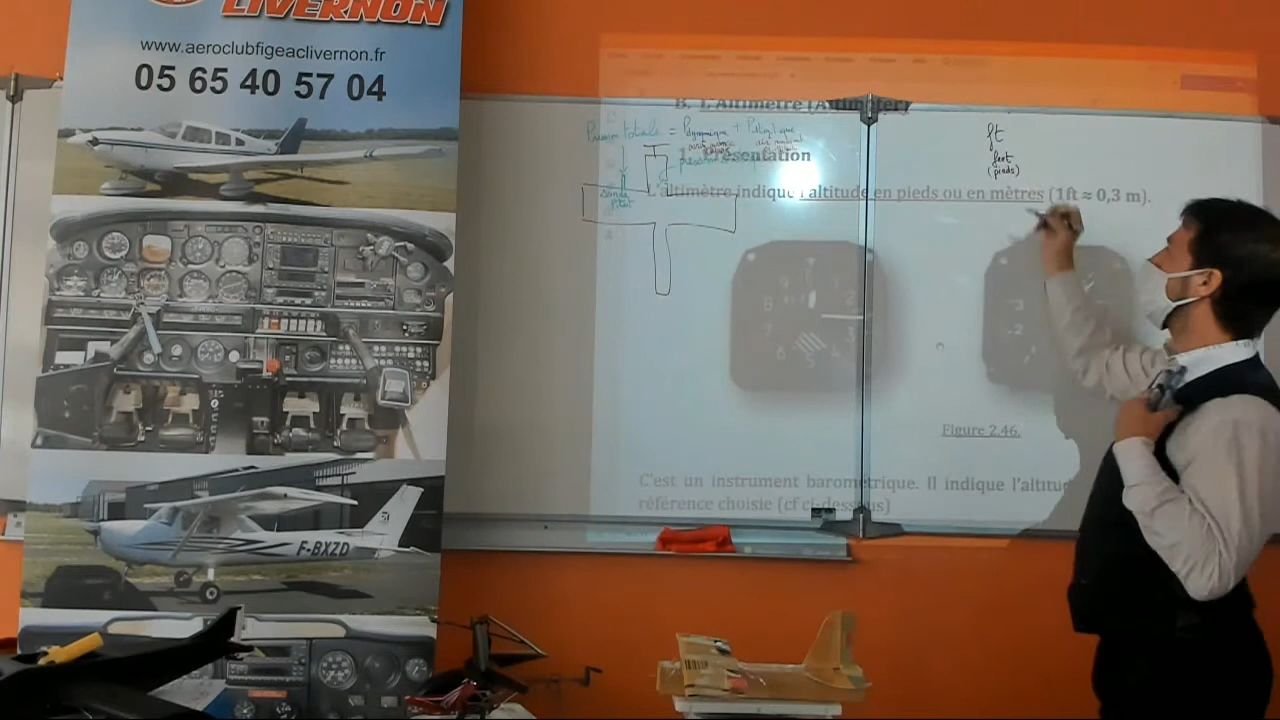 LIVERNON
www.aeroclubfigeaclivernon.fr
05 65 40 57 04
F-BXZD
B. L'Altimètre (Altimeter)
Pression totale = Pdynamique + Pstatique
1. Présentation
ft
feet
(pieds)
L'altimètre indique l'altitude en pieds ou en mètres (1ft ≈ 0,3 m).
sonde
pitot
Figure 2.46.
C'est un instrument barométrique. Il indique l'altitud
référence choisie (cf ci-dessous)